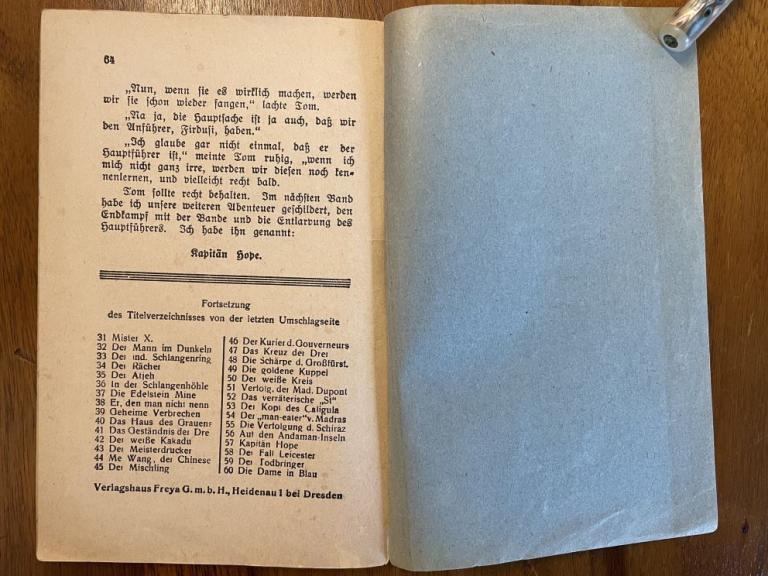 64
„Nun, wenn sie es wirklich machen, werden
wir sie schon wieder fangen,“ lachte Tom.
„Na ja, die Hauptsache ist ja auch, daß wir
den Anführer, Firdusi, haben.“
„Ich glaube gar nicht einmal, daß er der
Hauptführer ist,“ meinte Tom ruhig, „wenn ich
mich nicht ganz irre, werden wir diesen noch ken-
nenlernen, und vielleicht recht bald.
Tom sollte recht behalten. Im nächsten Band
habe ich unsere weiteren Abenteuer geschildert, den
Endkampf mit der Bande und die Entlarvung des
Hauptführers. Ich habe ihn genannt:
Kapitän Hope.
Fortsetzung
des Titelverzeichnisses von der letzten Umschlagseite
31 Mister X.
32 Der Mann im Dunkeln
33 Der ind. Schlangenring
34 Der Rächer
35 Der Atjeh
36 In der Schlangenhöhle
37 Die Edelstein Mine
38 Er, den man nicht nenn
39 Geheime Verbrechen
40 Das Haus des Grauens
41 Das Geständnis der Dre
42 Der weiße Kakadu
43 Der Meisterdrucker
44 Me Wang, der Chinese
45 Der Mischling
46 Der Kurier d. Gouverneurs
47 Das Kreuz der Drei
48 Die Schärpe d. Großfürst.
49 Die goldene Kuppel
50 Der weiße Kreis
51 Verfolg. der Mad. Dupont
52 Das verräterische „St“
53 Der Kopf des Caligula
54 Der „man-eater“ v. Madras
55 Die Verfolgung d. Schiraz
56 Auf den Andaman-Inseln
57 Kapitän Hope
58 Der Fall Leicester
59 Der Todbringer
60 Die Dame in Blau
Verlagshaus Freya G. m. b. H., Heidenau I bei Dresden